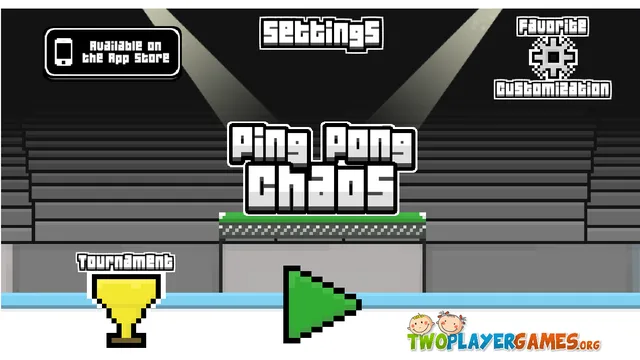 Available on
the App Store
Settings
Favorite
Customization
Ping Pong
Chaos
Tournament
TWOPLAYERGAMES.ORG